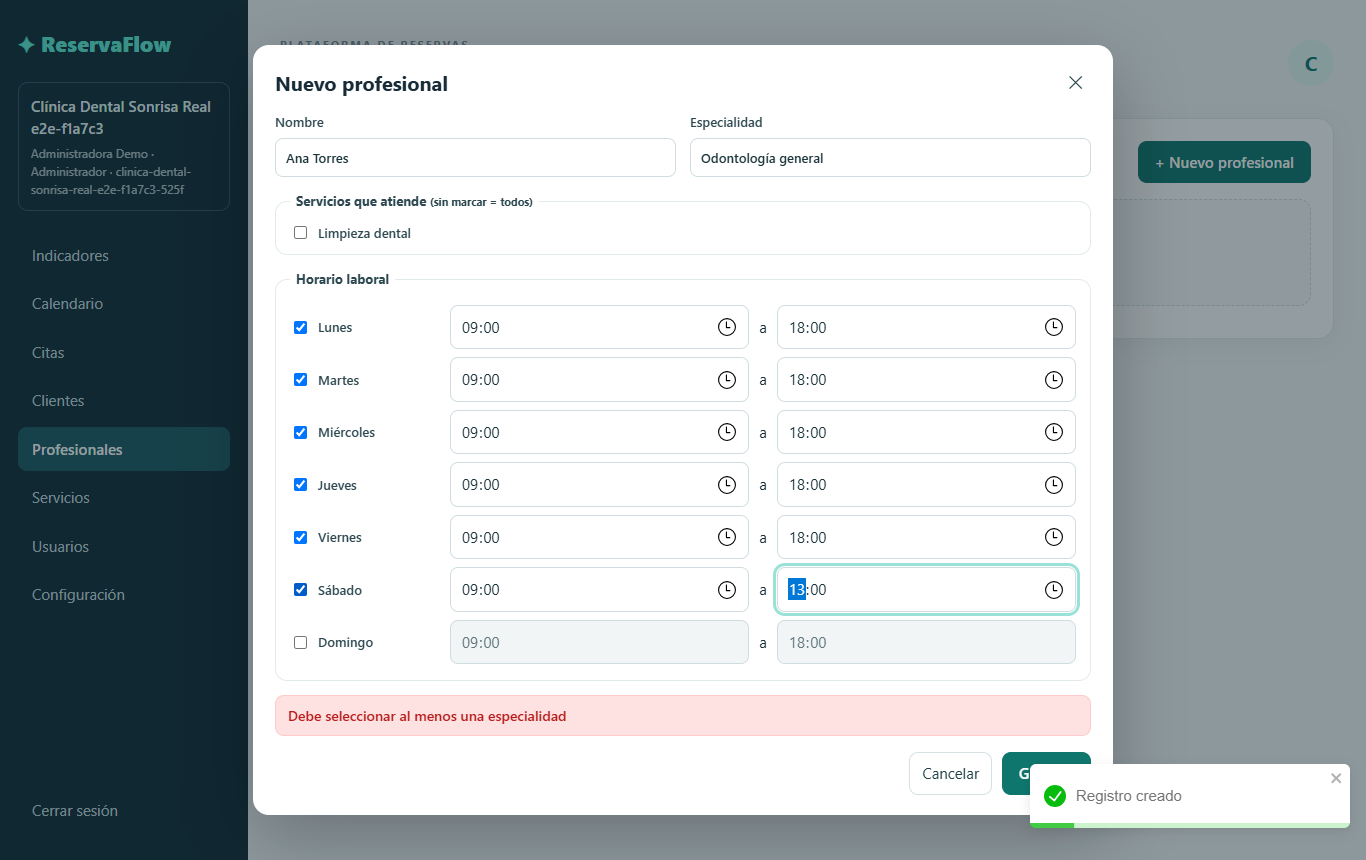 ReservaFlow
Clínica Dental Sonrisa Real
e2e-f1a7c3
Administradora Demo ·
Administrador · clinica-dental-
sonrisa-real-e2e-f1a7c3-525f
Indicadores
Calendario
Citas
Clientes
Profesionales
Servicios
Usuarios
Configuración
Cerrar sesión
PLATAFORMA DE RESERVAS
C
+ Nuevo profesional
Nuevo profesional
Nombre
Especialidad
Ana Torres
Odontología general
Servicios que atiende (sin marcar = todos)
Limpieza dental
Horario laboral
Lunes 09:00 a 18:00
Martes 09:00 a 18:00
Miércoles 09:00 a 18:00
Jueves 09:00 a 18:00
Viernes 09:00 a 18:00
Sábado 09:00 a 13:00
Domingo 09:00 a 18:00
Debe seleccionar al menos una especialidad
Cancelar
Registro creado